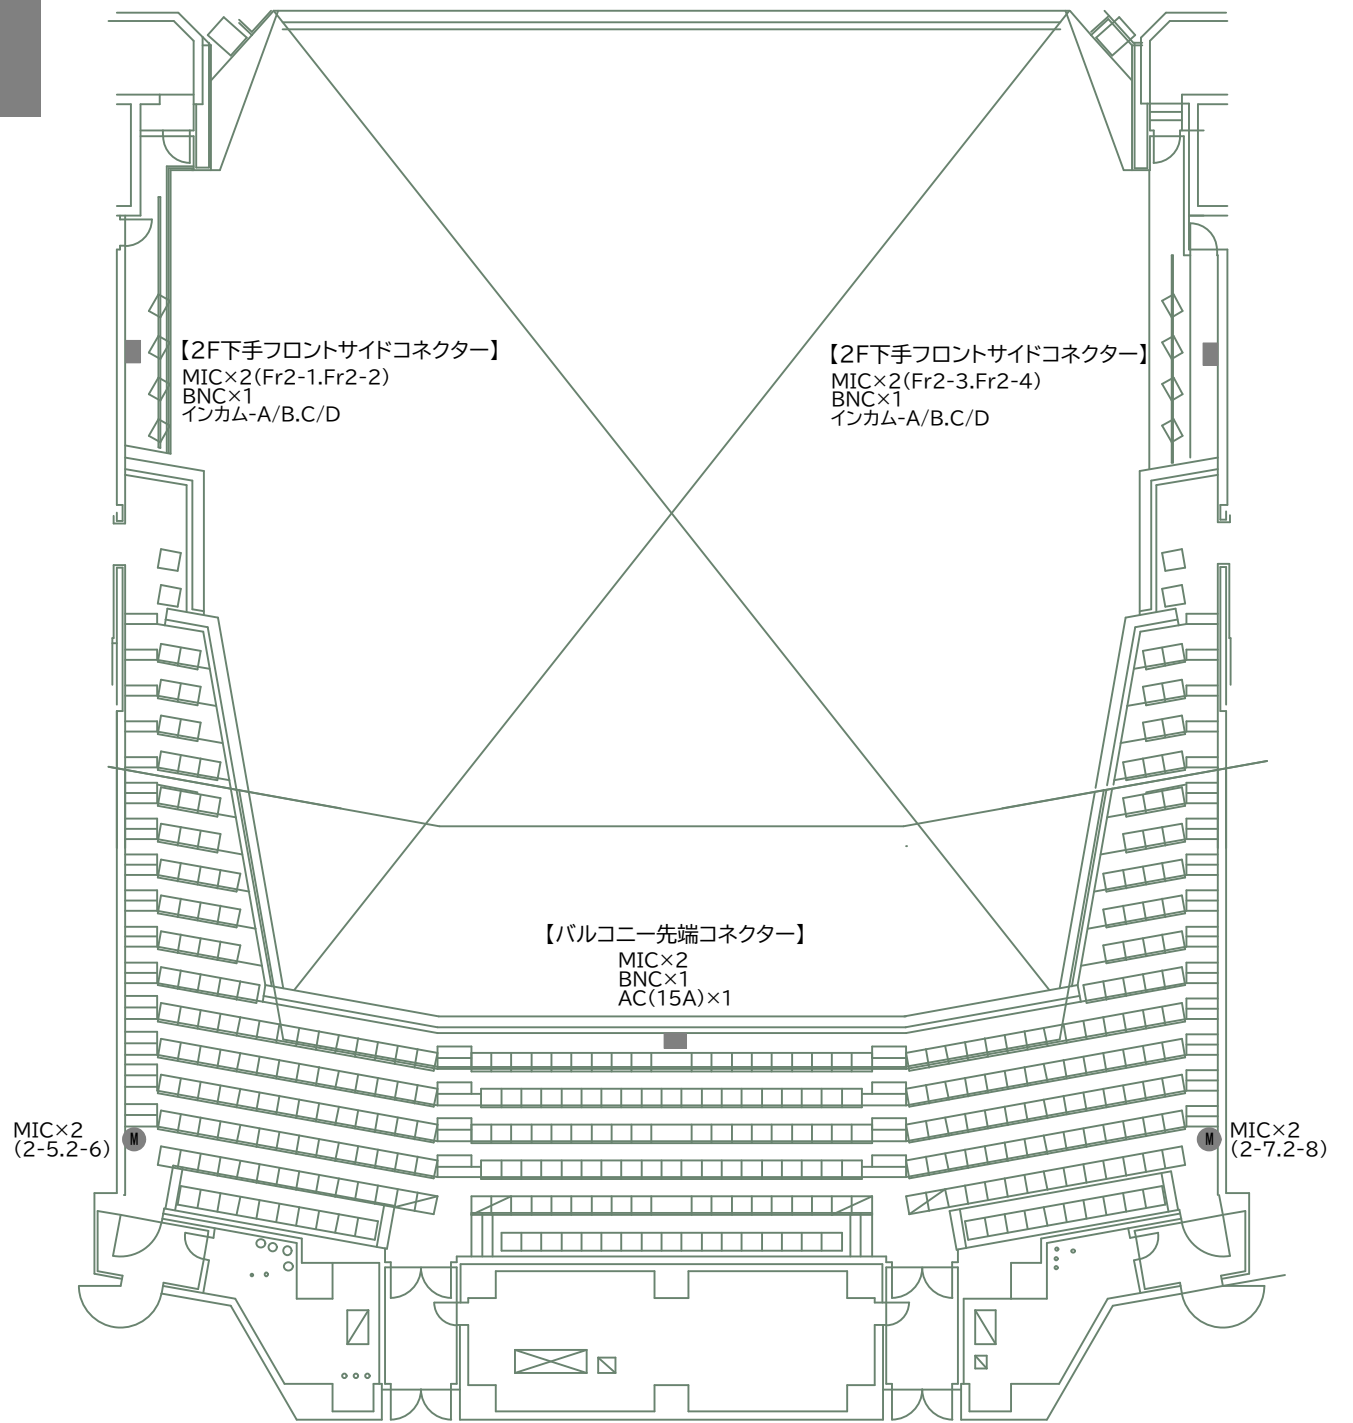 【2F下手フロントサイドコネクター】
MIC×2(Fr2-1.Fr2-2)
BNC×1
インカム-A/B.C/D
【2F下手フロントサイドコネクター】
MIC×2(Fr2-3.Fr2-4)
BNC×1
インカム-A/B.C/D
【バルコニー先端コネクター】
MIC×2
BNC×1
AC(15A)×1
MIC×2
(2-5.2-6)
M
M
MIC×2
(2-7.2-8)